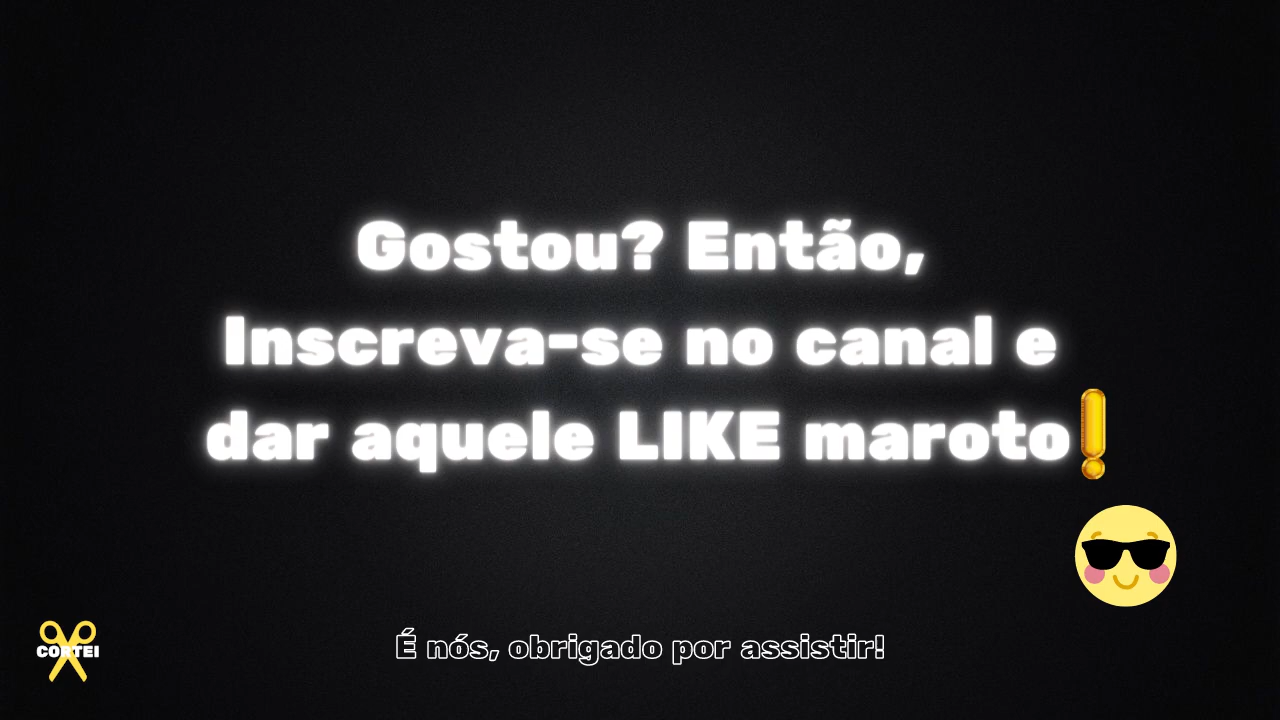 Gostou? Então,
Inscreva-se no canal e
dar aquele LIKE maroto!
CORTEI
É nós, obrigado por assistir!